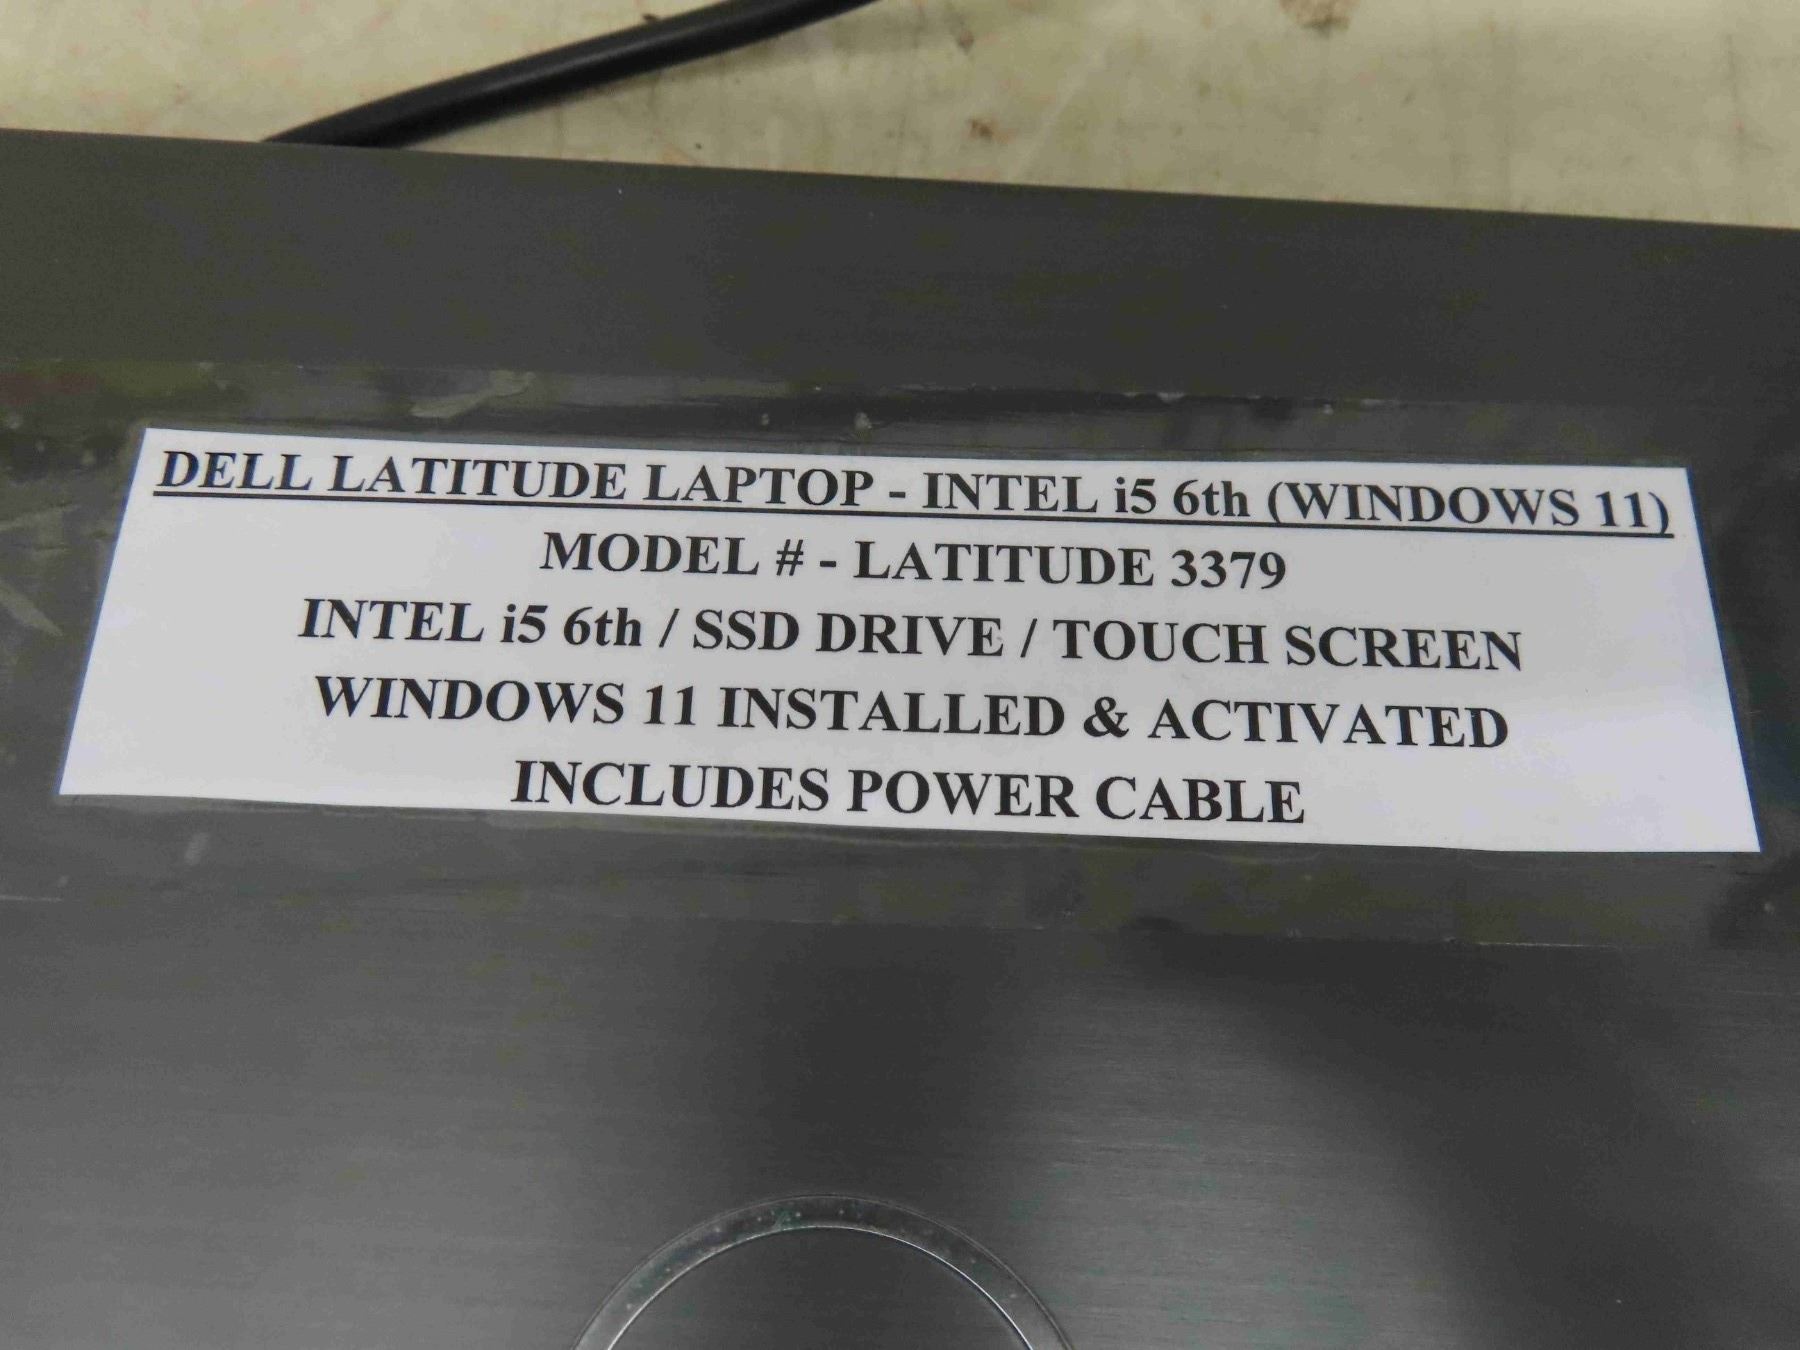 DELL LATITUDE LAPTOP - INTEL i5 6th (WINDOWS 11)
MODEL # - LATITUDE 3379
INTEL i5 6th / SSD DRIVE / TOUCH SCREEN
WINDOWS 11 INSTALLED & ACTIVATED
INCLUDES POWER CABLE